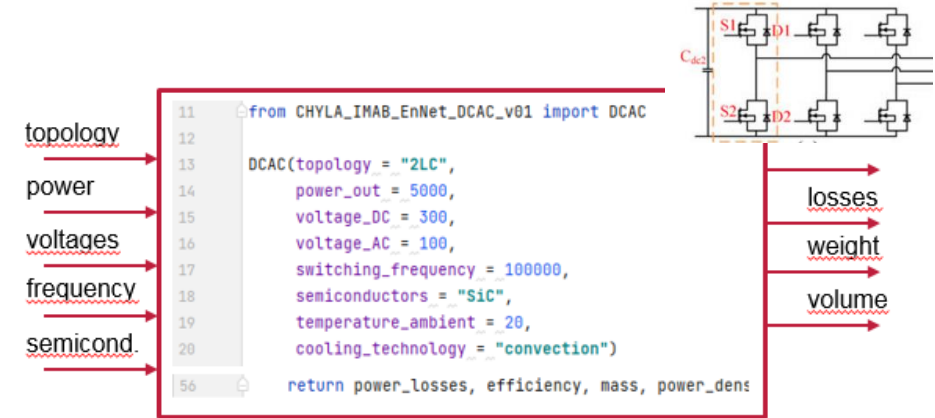 S1 D1
C_dc2
S2 D2
topology
power
voltages
frequency
semicond.
11 from CHYLA_IMAB_EnNet_DCAC_v01 import DCAC
12
13 DCAC(topology = "2LC",
14 power_out = 5000,
15 voltage_DC = 300,
16 voltage_AC = 100,
17 switching_frequency = 100000,
18 semiconductors = "SiC",
19 temperature_ambient = 20,
20 cooling_technology = "convection")
56 return power_losses, efficiency, mass, power_dens
losses
weight
volume